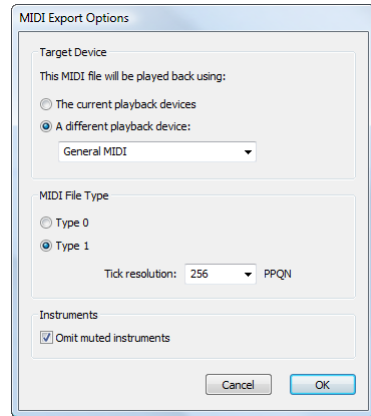 MIDI Export Options
Target Device
This MIDI file will be played back using:
The current playback devices
A different playback device:
General MIDI
MIDI File Type
Type 0
Type 1
Tick resolution: 256 PPQN
Instruments
Omit muted instruments
Cancel OK